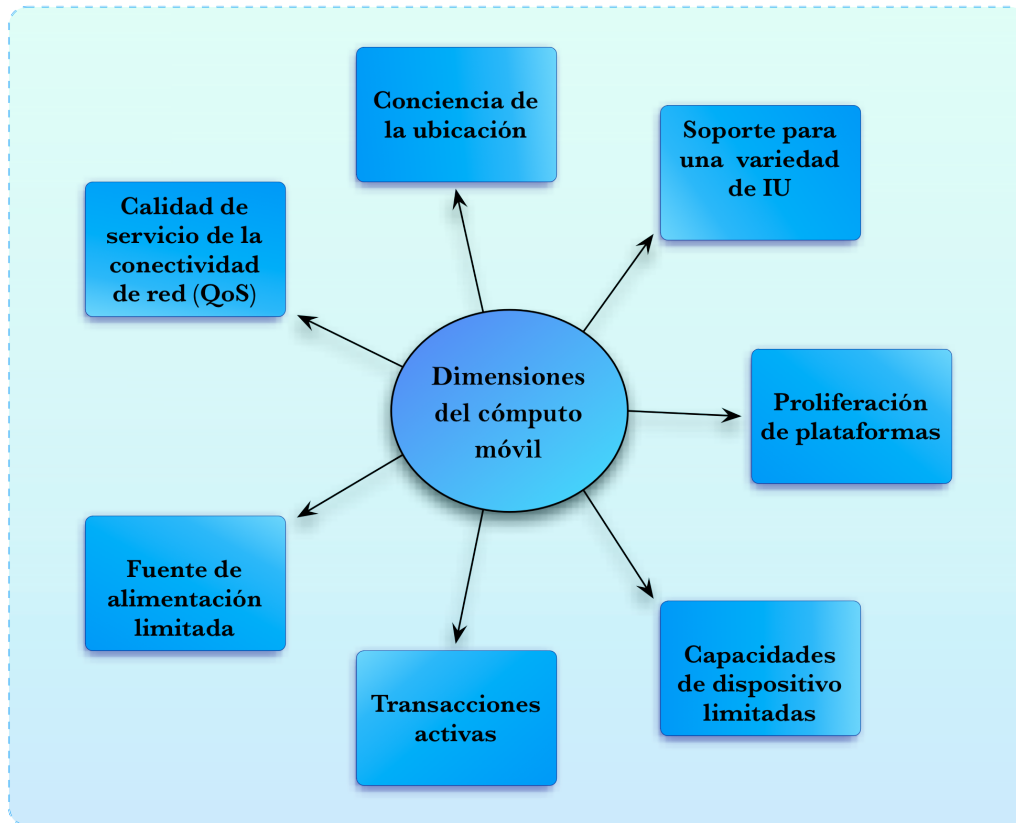 Conciencia de
la ubicación
Soporte para
una variedad
de IU
Calidad de
servicio de la
conectividad
de red (QoS)
Dimensiones
del cómputo
móvil
Proliferación
de plataformas
Fuente de
alimentación
limitada
Capacidades
de dispositivo
limitadas
Transacciones
activas